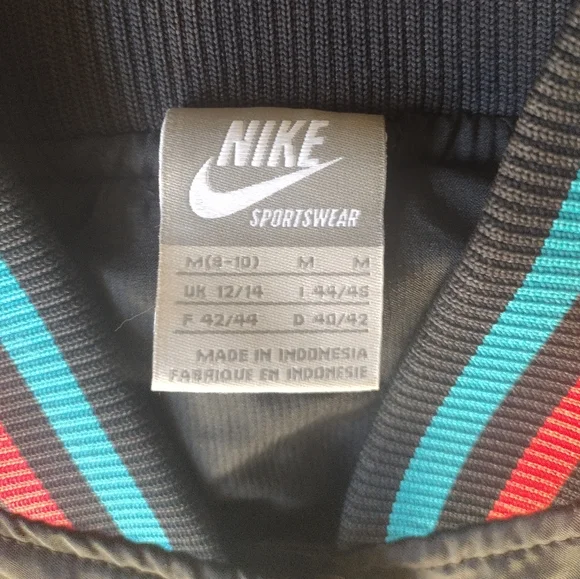 NIKE
SPORTSWEAR
M(8-10) M M
UK 12/14 I 44/46
F 42/44 D 40/42
MADE IN INDONESIA
FABRIQUE EN INDONESIE